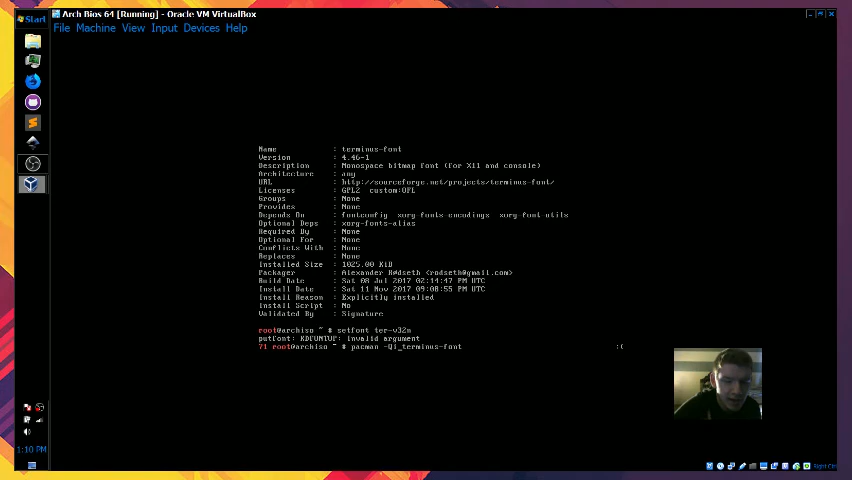 Start
Arch Bios 64 [Running] - Oracle VM VirtualBox
File Machine View Input Devices Help
Name : terminus-font
Version : 4.46-1
Description : Monospace bitmap font (for X11 and console)
Architecture : any
URL : http://sourceforge.net/projects/terminus-font/
Licenses : GPL2 custom:OFL
Groups : None
Provides : None
Depends On : fontconfig xorg-fonts-encodings xorg-font-utils
Optional Deps : xorg-fonts-alias
Required By : None
Optional For : None
Conflicts With : None
Replaces : None
Installed Size : 1025.00 KiB
Packager : Alexander Rødseth <rodseth@gmail.com>
Build Date : Sat 08 Jul 2017 02:14:47 PM UTC
Install Date : Sat 11 Nov 2017 09:08:55 PM UTC
Install Reason : Explicitly installed
Install Script : No
Validated By : Signature
root@archiso ~ # setfont ter-v32n
putfont: KDFONTOP: Invalid argument
71 root@archiso ~ # pacman -Qi_terminus-font :(
1:10 PM
Right Ctrl